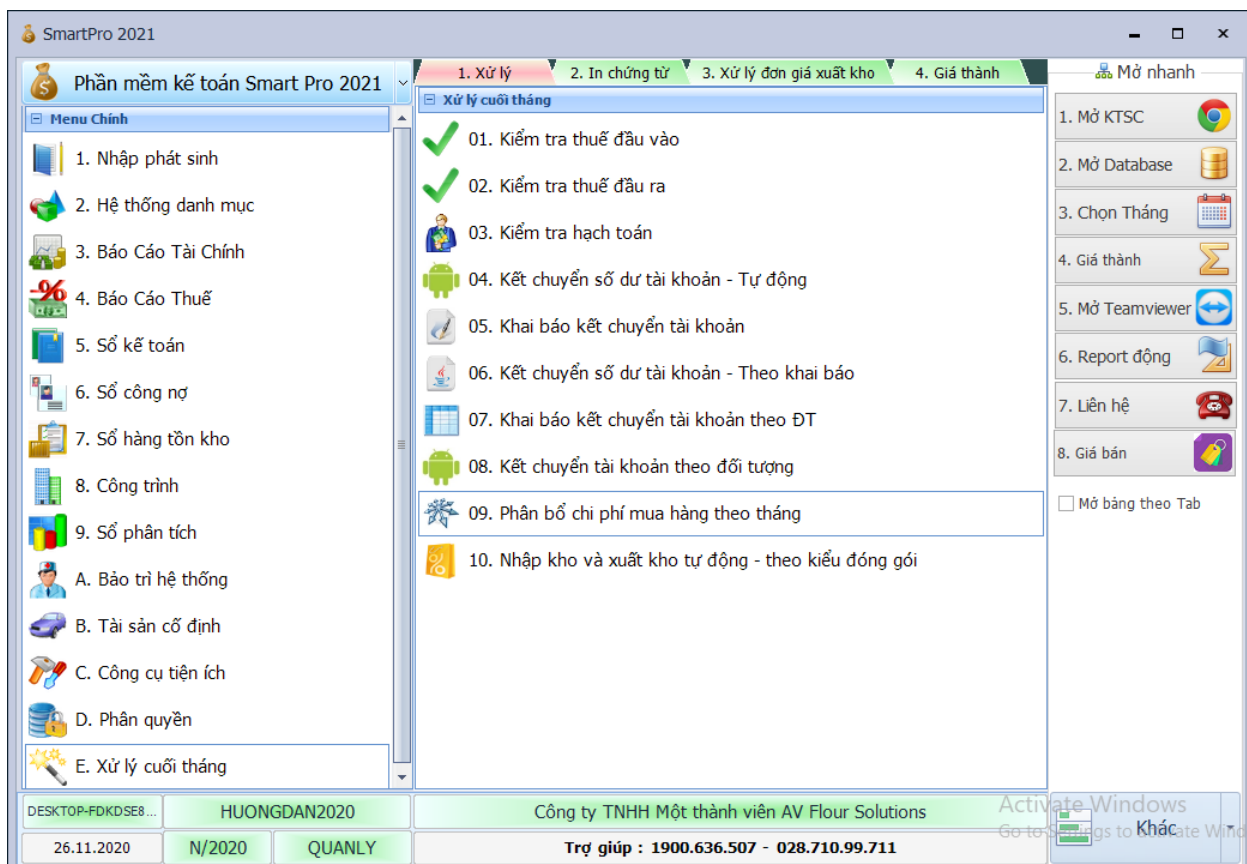 SmartPro 2021
Phần mềm kế toán Smart Pro 2021
Menu Chính
1. Nhập phát sinh
2. Hệ thống danh mục
3. Báo Cáo Tài Chính
4. Báo Cáo Thuế
5. Sổ kế toán
6. Sổ công nợ
7. Sổ hàng tồn kho
8. Công trình
9. Sổ phân tích
A. Bảo trì hệ thống
B. Tài sản cố định
C. Công cụ tiện ích
D. Phân quyền
E. Xử lý cuối tháng
1. Xử lý
2. In chứng từ
3. Xử lý đơn giá xuất kho
4. Giá thành
Xử lý cuối tháng
01. Kiểm tra thuế đầu vào
02. Kiểm tra thuế đầu ra
03. Kiểm tra hạch toán
04. Kết chuyển số dư tài khoản - Tự động
05. Khai báo kết chuyển tài khoản
06. Kết chuyển số dư tài khoản - Theo khai báo
07. Khai báo kết chuyển tài khoản theo ĐT
08. Kết chuyển tài khoản theo đối tượng
09. Phân bổ chi phí mua hàng theo tháng
10. Nhập kho và xuất kho tự động - theo kiểu đóng gói
Mở nhanh
1. Mở KTSC
2. Mở Database
3. Chọn Tháng
4. Giá thành
5. Mở Teamviewer
6. Report động
7. Liên hệ
8. Giá bán
Mở bảng theo Tab
DESKTOP-FDKDSE8...
HUONGDAN2020
Công ty TNHH Một thành viên AV Flour Solutions
26.11.2020
N/2020
QUANLY
Trợ giúp : 1900.636.507 - 028.710.99.711
Khác
Activate Windows
Go to Settings to activate Wind